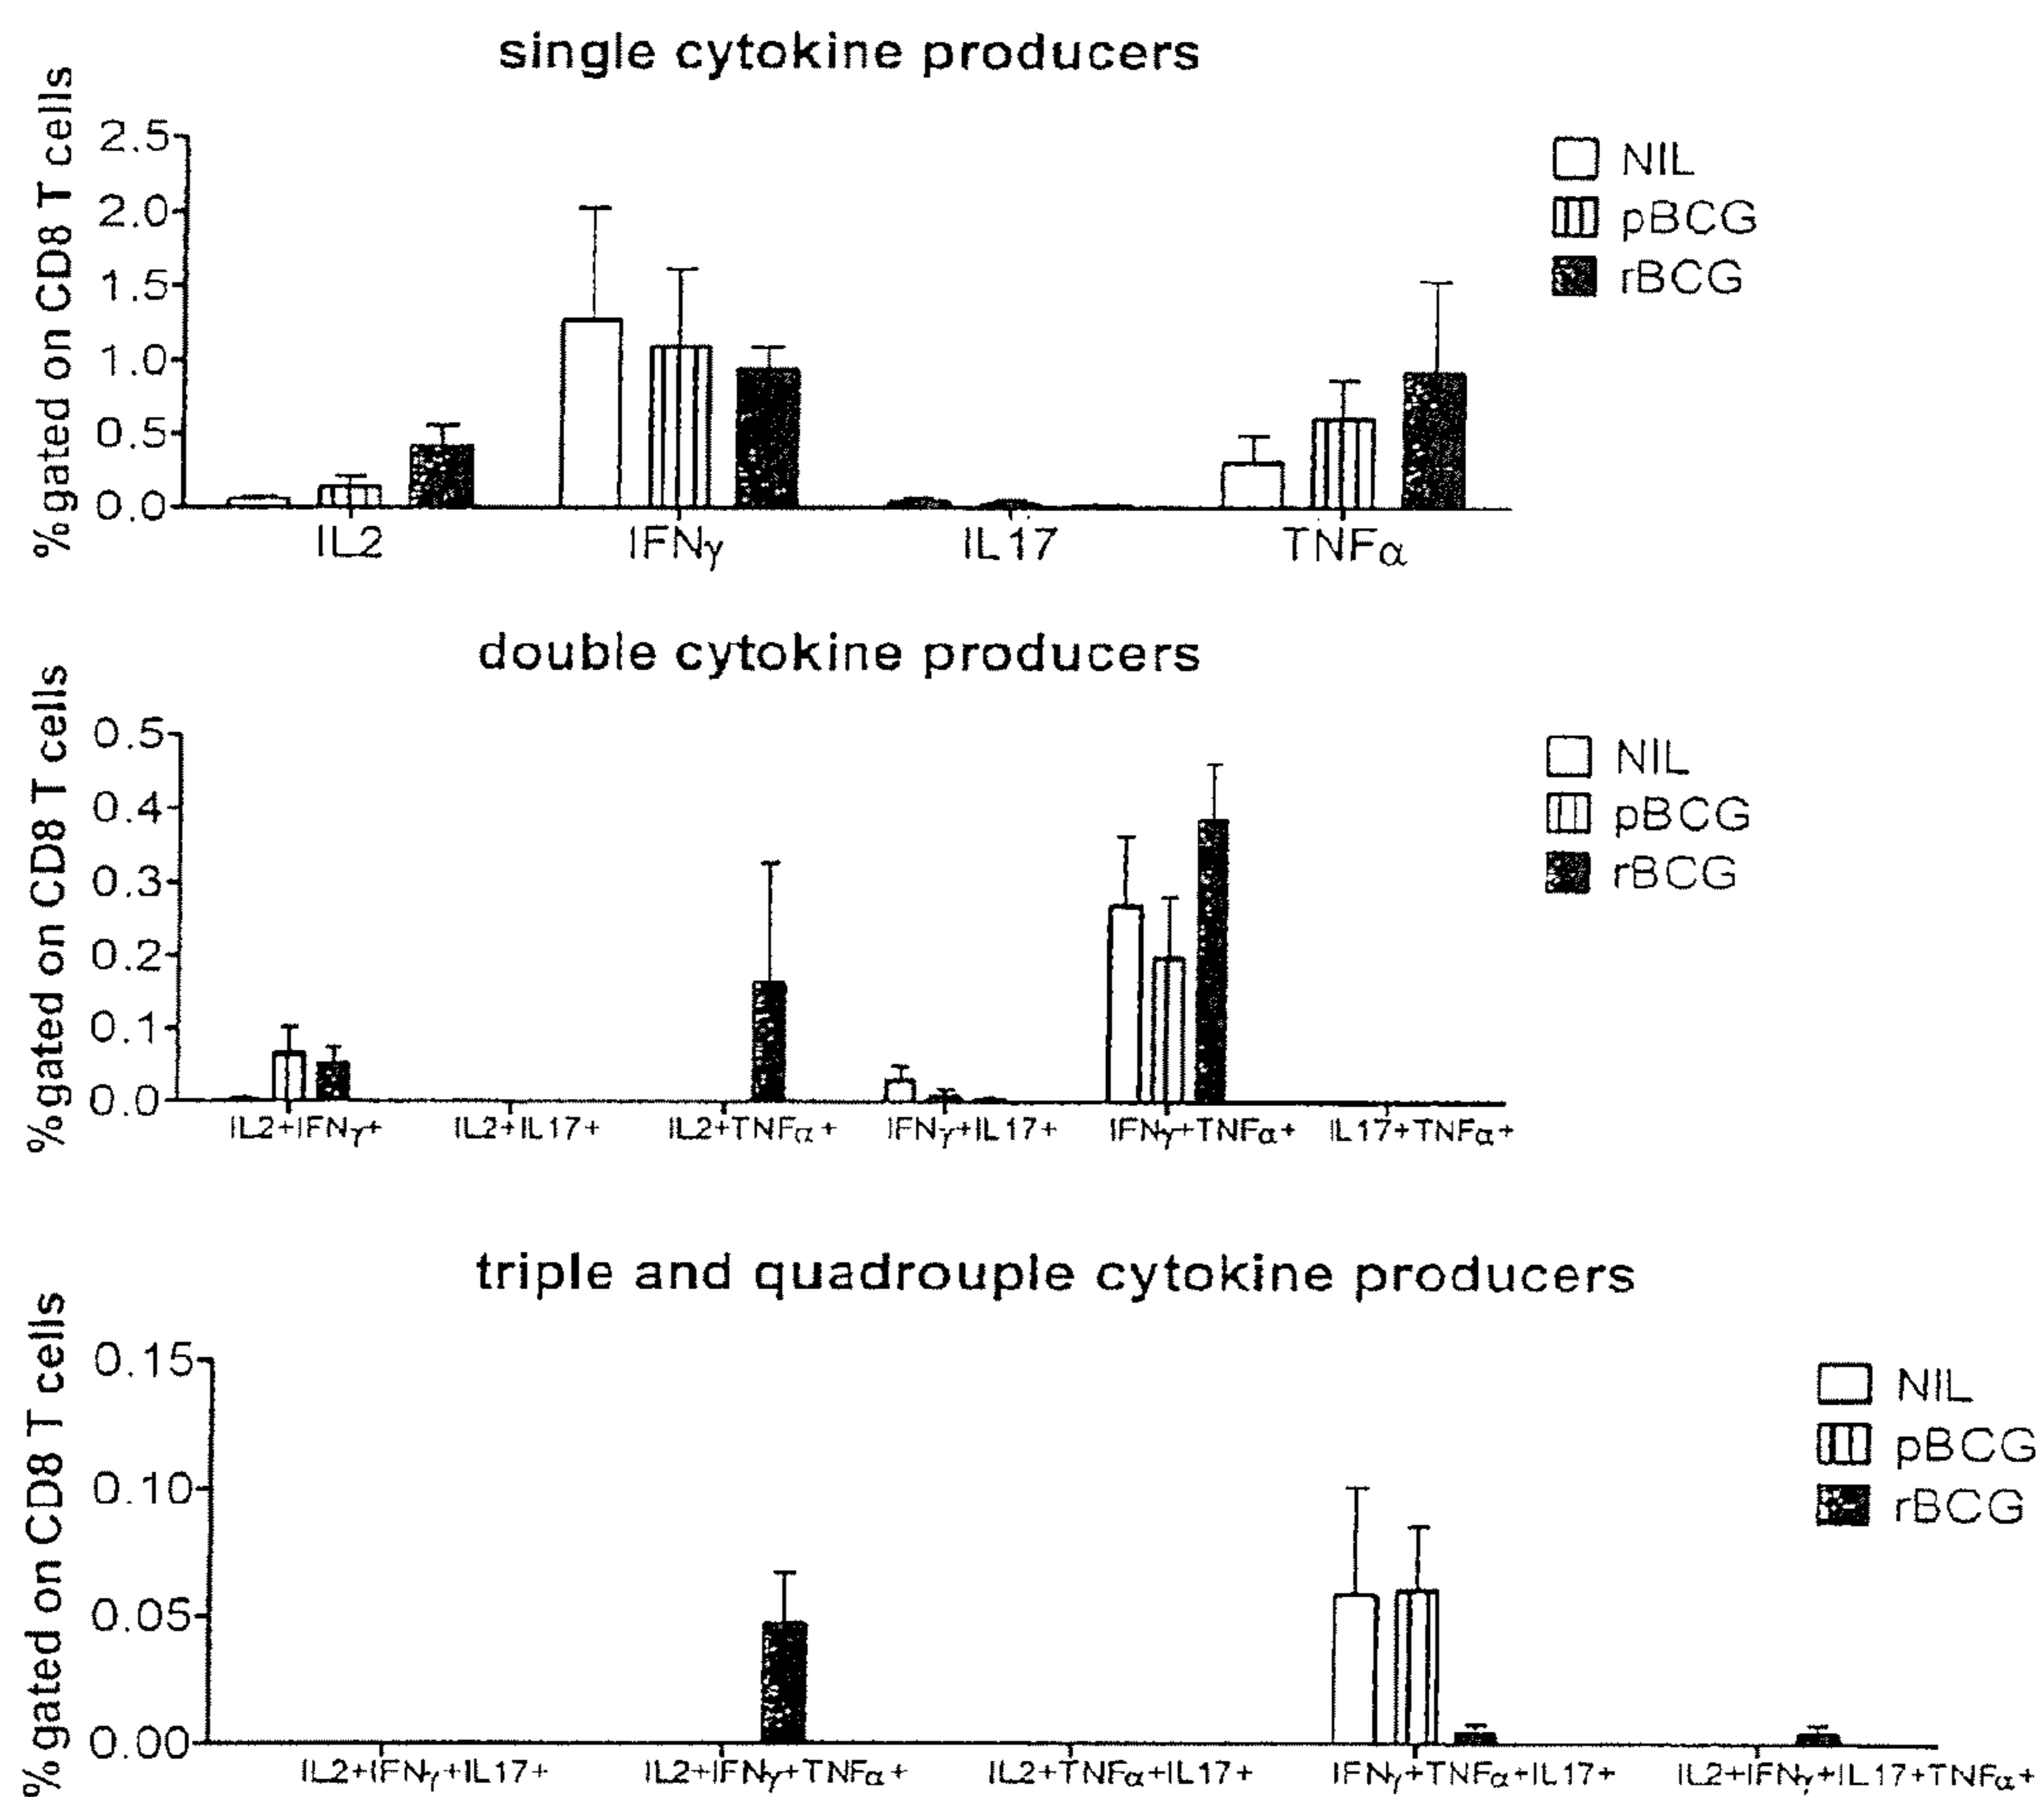 single cytokine producers
%gated on CD8 T cells
2.5
2.0
1.5
1.0
0.5
0.0
IL2 IFNγ IL17 TNFα
NIL
pBCG
rBCG
double cytokine producers
%gated on CD8 T cells
0.5
0.4
0.3
0.2
0.1
0.0
IL2+IFNγ+ IL2+IL17+ IL2+TNFα+ IFNγ+IL17+ IFNγ+TNFα+ IL17+TNFα+
NIL
pBCG
rBCG
triple and quadrouple cytokine producers
%gated on CD8 T cells
0.15
0.10
0.05
0.00
IL2+IFNγ+IL17+ IL2+IFNγ+TNFα+ IL2+TNFα+IL17+ IFNγ+TNFα+IL17+ IL2+IFNγ+IL17+TNFα+
NIL
pBCG
rBCG